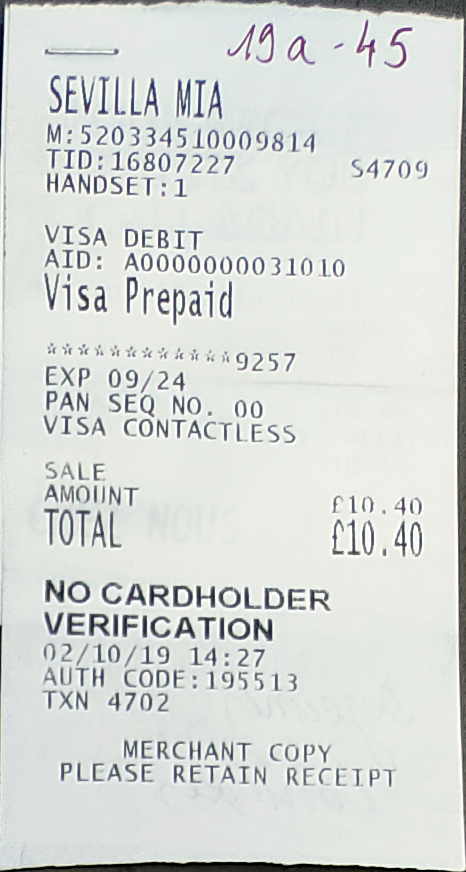 19a - 45
SEVILLA MIA
M:520334510009814
TID:16807227 S4709
HANDSET:1
VISA DEBIT
AID: A0000000031010
Visa Prepaid
************9257
EXP 09/24
PAN SEQ NO. 00
VISA CONTACTLESS
SALE
AMOUNT £10.40
TOTAL £10.40
NO CARDHOLDER
VERIFICATION
02/10/19 14:27
AUTH CODE:195513
TXN 4702
MERCHANT COPY
PLEASE RETAIN RECEIPT